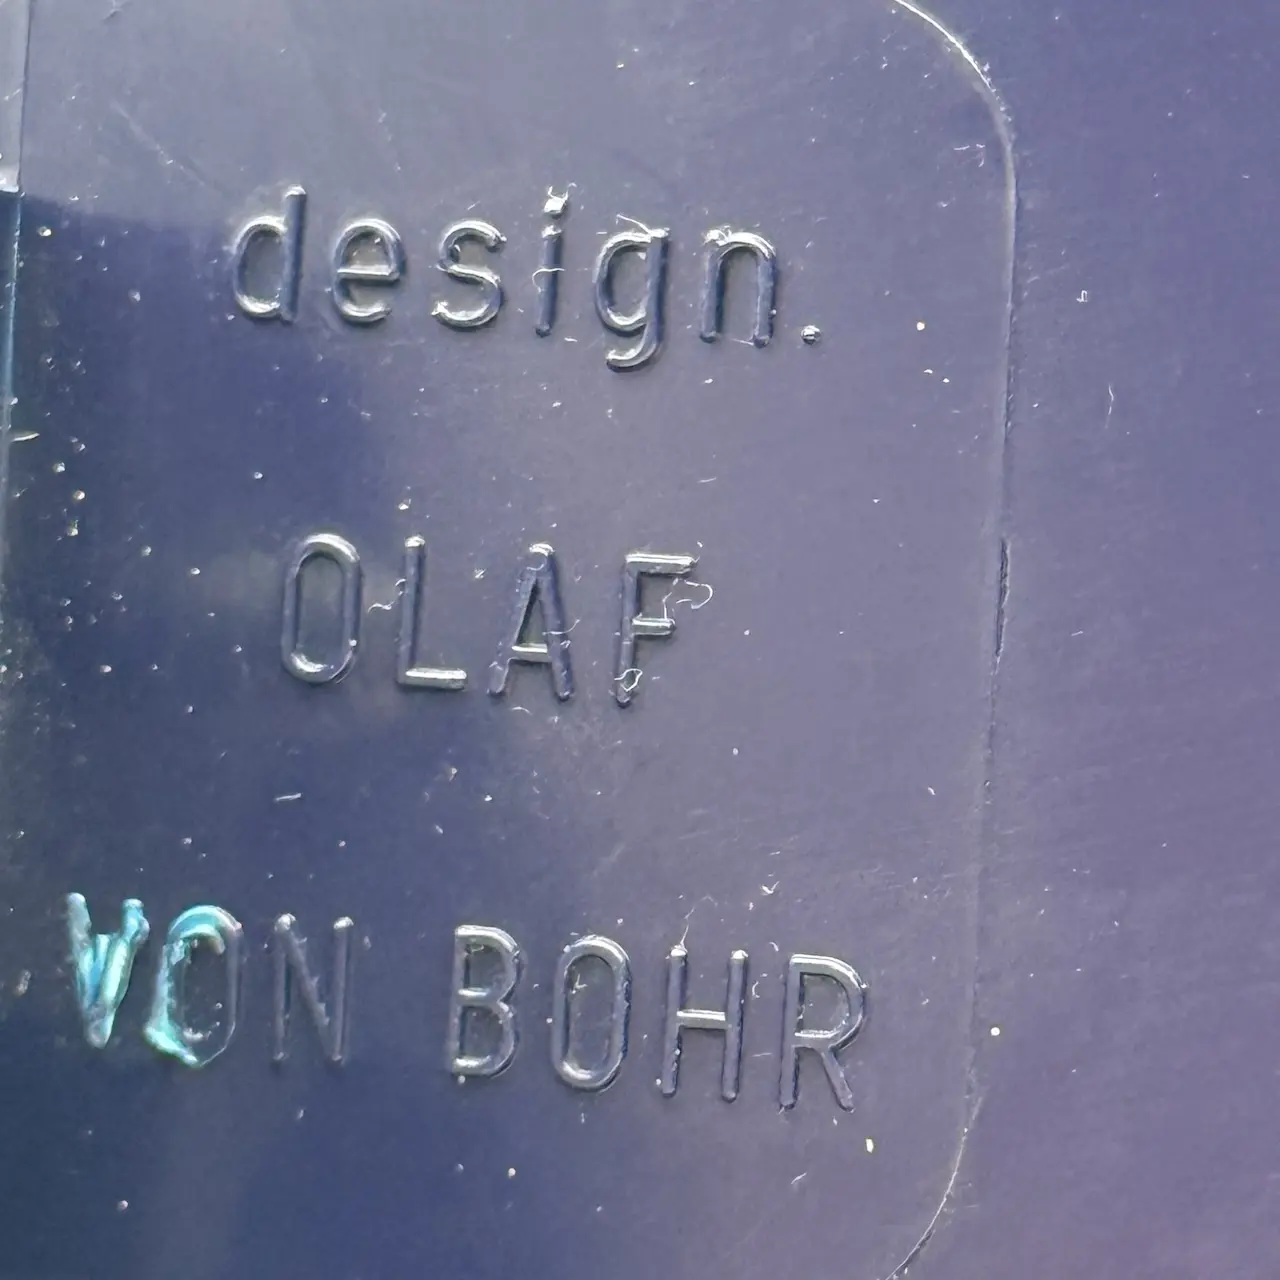 design.
OLAF
VON BOHR